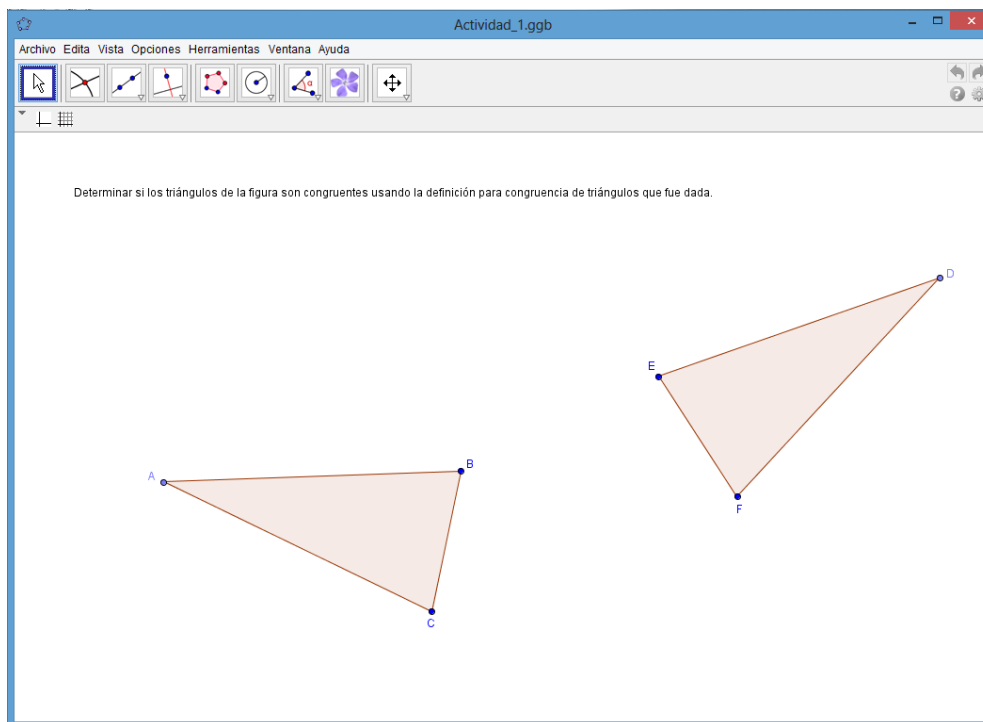 Actividad_1.ggb
Archivo Edita Vista Opciones Herramientas Ventana Ayuda
Determinar si los triángulos de la figura son congruentes usando la definición para congruencia de triángulos que fue dada.
D
E
B
A
F
C